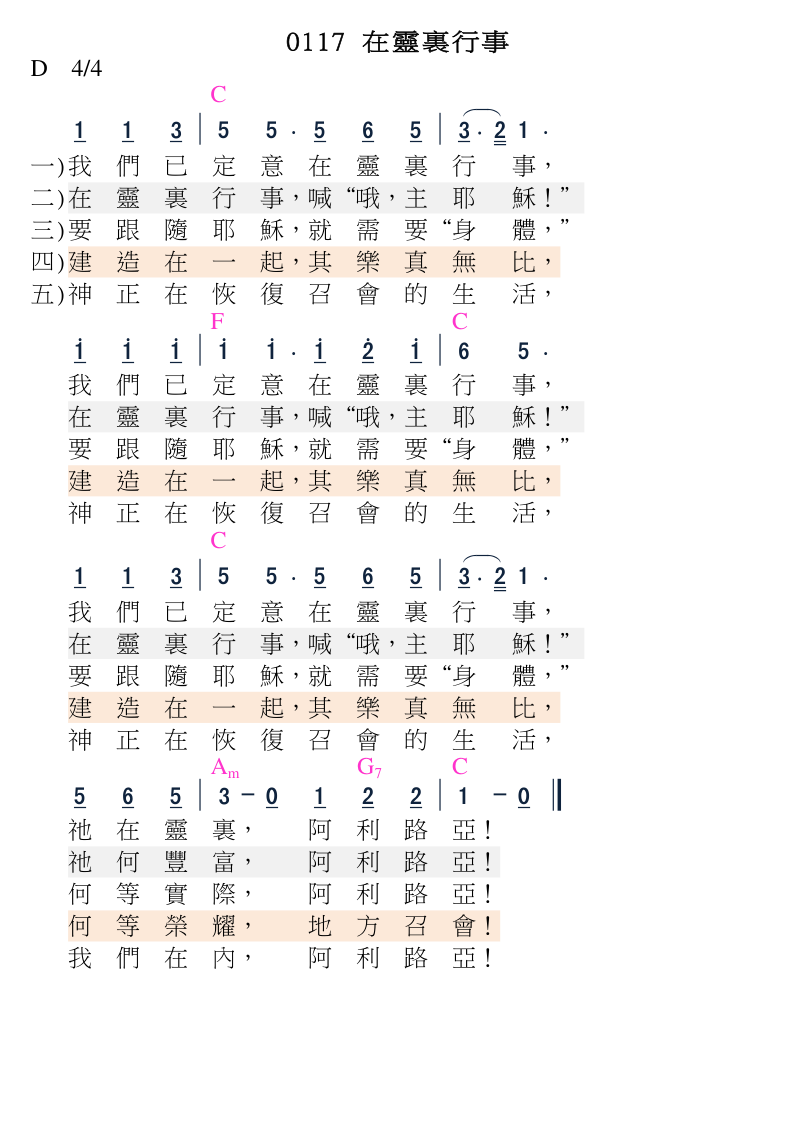 0117 在靈裏行事
D 4/4
C
1 1 3 | 5 5 . 5 6 5 | 3 . 2 1 .
一)我們已定意在靈裏行事，
二)在靈裏行事，喊“哦，主耶穌！”
三)要跟隨耶穌，就需要“身體，”
四)建造在一起，其樂真無比，
五)神正在恢復召會的生活，
F C
1 1 1 | 1 1 . 1 2 1 | 6 5 .
我們已定意在靈裏行事，
在靈裏行事，喊“哦，主耶穌！”
要跟隨耶穌，就需要“身體，”
建造在一起，其樂真無比，
神正在恢復召會的生活，
C
1 1 3 | 5 5 . 5 6 5 | 3 . 2 1 .
我們已定意在靈裏行事，
在靈裏行事，喊“哦，主耶穌！”
要跟隨耶穌，就需要“身體，”
建造在一起，其樂真無比，
神正在恢復召會的生活，
Am G7 C
5 6 5 | 3 - 0 1 2 2 | 1 - 0 ‖
祂在靈裏， 阿利路亞！
祂何豐富， 阿利路亞！
何等實際， 阿利路亞！
何等榮耀， 地方召會！
我們在內， 阿利路亞！